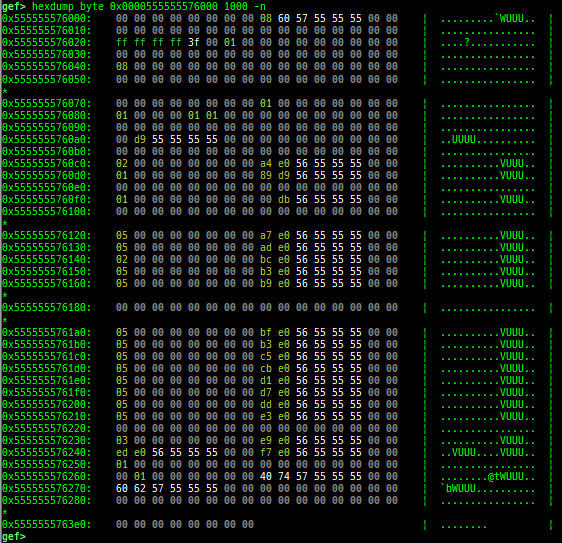 gef> hexdump byte 0x0000555555576000 1000 -n
0x555555576000:    00 00 00 00 00 00 00 00 08 60 57 55 55 55 00 00    |  .........`WUUU..  |
0x555555576010:    00 00 00 00 00 00 00 00 00 00 00 00 00 00 00 00    |  ................  |
0x555555576020:    ff ff ff ff 3f 00 01 00 00 00 00 00 00 00 00 00    |  ....?...........  |
0x555555576030:    00 00 00 00 00 00 00 00 00 00 00 00 00 00 00 00    |  ................  |
0x555555576040:    08 00 00 00 00 00 00 00 00 00 00 00 00 00 00 00    |  ................  |
0x555555576050:    00 00 00 00 00 00 00 00 00 00 00 00 00 00 00 00    |  ................  |
*
0x555555576070:    00 00 00 00 00 00 00 00 01 00 00 00 00 00 00 00    |  ................  |
0x555555576080:    01 00 00 00 01 01 00 00 00 00 00 00 00 00 00 00    |  ................  |
0x555555576090:    00 00 00 00 00 00 00 00 00 00 00 00 00 00 00 00    |  ................  |
0x5555555760a0:    00 d9 55 55 55 55 00 00 00 00 00 00 00 00 00 00    |  ..UUUU..........  |
0x5555555760b0:    00 00 00 00 00 00 00 00 00 00 00 00 00 00 00 00    |  ................  |
0x5555555760c0:    02 00 00 00 00 00 00 00 a4 e0 56 55 55 55 00 00    |  ..........VUUU..  |
0x5555555760d0:    01 00 00 00 00 00 00 00 89 d9 56 55 55 55 00 00    |  ..........VUUU..  |
0x5555555760e0:    00 00 00 00 00 00 00 00 00 00 00 00 00 00 00 00    |  ................  |
0x5555555760f0:    01 00 00 00 00 00 00 00 00 db 56 55 55 55 00 00    |  ..........VUUU..  |
0x555555576100:    00 00 00 00 00 00 00 00 00 00 00 00 00 00 00 00    |  ................  |
*
0x555555576120:    05 00 00 00 00 00 00 00 a7 e0 56 55 55 55 00 00    |  ..........VUUU..  |
0x555555576130:    05 00 00 00 00 00 00 00 ad e0 56 55 55 55 00 00    |  ..........VUUU..  |
0x555555576140:    02 00 00 00 00 00 00 00 bc e0 56 55 55 55 00 00    |  ..........VUUU..  |
0x555555576150:    05 00 00 00 00 00 00 00 b3 e0 56 55 55 55 00 00    |  ..........VUUU..  |
0x555555576160:    05 00 00 00 00 00 00 00 b9 e0 56 55 55 55 00 00    |  ..........VUUU..  |
*
0x555555576180:    00 00 00 00 00 00 00 00 00 00 00 00 00 00 00 00    |  ................  |
*
0x5555555761a0:    05 00 00 00 00 00 00 00 bf e0 56 55 55 55 00 00    |  ..........VUUU..  |
0x5555555761b0:    05 00 00 00 00 00 00 00 b3 e0 56 55 55 55 00 00    |  ..........VUUU..  |
0x5555555761c0:    05 00 00 00 00 00 00 00 c5 e0 56 55 55 55 00 00    |  ..........VUUU..  |
0x5555555761d0:    05 00 00 00 00 00 00 00 cb e0 56 55 55 55 00 00    |  ..........VUUU..  |
0x5555555761e0:    05 00 00 00 00 00 00 00 d1 e0 56 55 55 55 00 00    |  ..........VUUU..  |
0x5555555761f0:    05 00 00 00 00 00 00 00 d7 e0 56 55 55 55 00 00    |  ..........VUUU..  |
0x555555576200:    05 00 00 00 00 00 00 00 dd e0 56 55 55 55 00 00    |  ..........VUUU..  |
0x555555576210:    05 00 00 00 00 00 00 00 e3 e0 56 55 55 55 00 00    |  ..........VUUU..  |
0x555555576220:    00 00 00 00 00 00 00 00 00 00 00 00 00 00 00 00    |  ................  |
0x555555576230:    03 00 00 00 00 00 00 00 e9 e0 56 55 55 55 00 00    |  ..........VUUU..  |
0x555555576240:    ed e0 56 55 55 55 00 00 f7 e0 56 55 55 55 00 00    |  ..VUUU....VUUU..  |
0x555555576250:    01 00 00 00 00 00 00 00 00 00 00 00 00 00 00 00    |  ................  |
0x555555576260:    00 01 00 00 00 00 00 00 40 74 57 55 55 55 00 00    |  ........@tWUUU..  |
0x555555576270:    60 62 57 55 55 55 00 00 00 00 00 00 00 00 00 00    |  `bWUUU..........  |
0x555555576280:    00 00 00 00 00 00 00 00 00 00 00 00 00 00 00 00    |  ................  |
*
0x5555555763e0:    00 00 00 00 00 00 00 00    |  ........  |
gef>